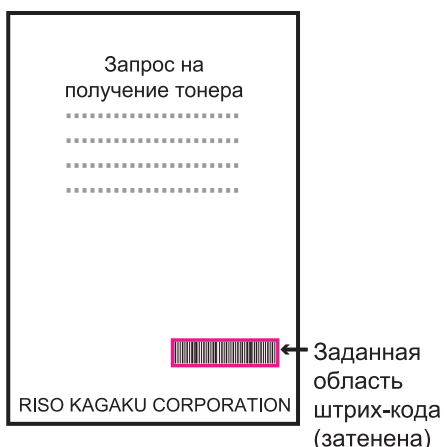 Запрос на
получение тонера
RISO KAGAKU CORPORATION
Заданная
область
штрих-кода
(затенена)